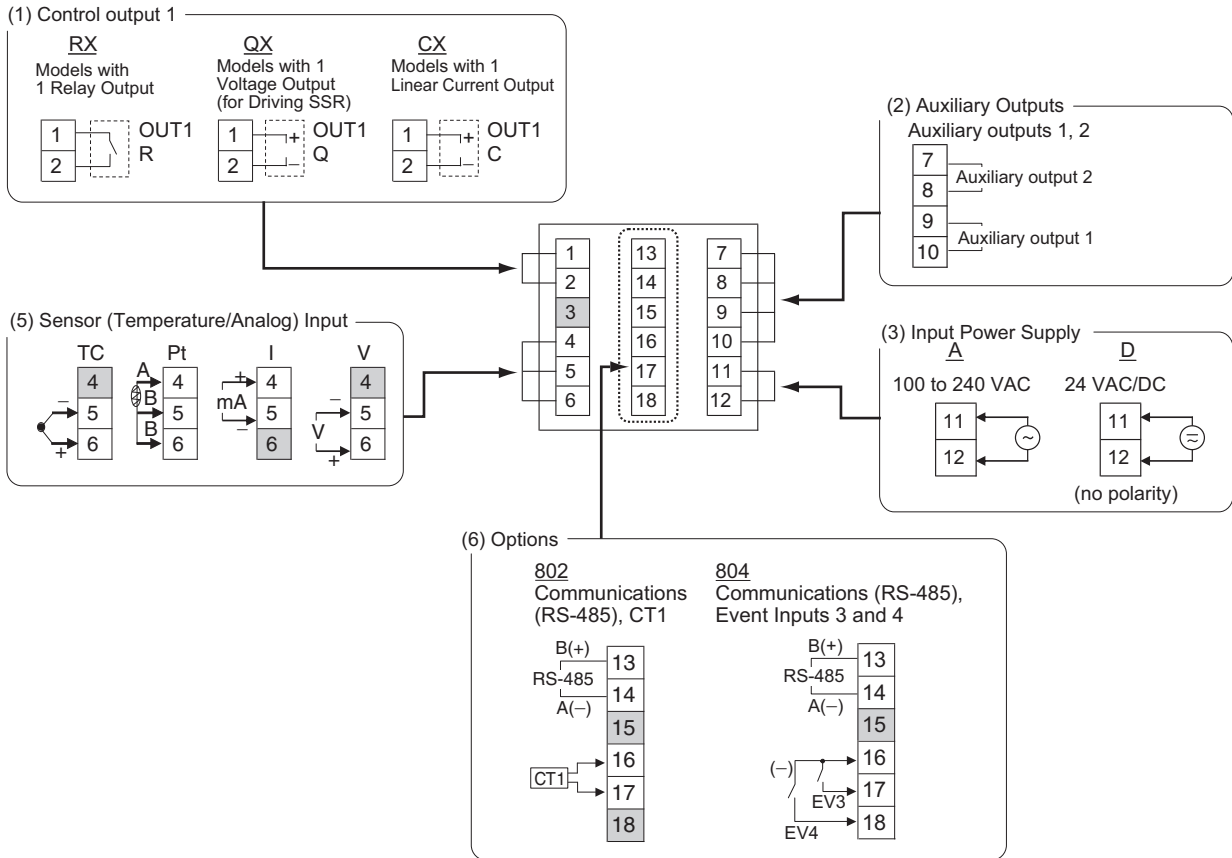 (1) Control output 1
RX
Models with
1 Relay Output
1
2
OUT1
R
QX
Models with 1
Voltage Output
(for Driving SSR)
1
2
+
−
OUT1
Q
CX
Models with 1
Linear Current Output
1
2
+
−
OUT1
C
(2) Auxiliary Outputs
Auxiliary outputs 1, 2
7
8
9
10
Auxiliary output 2
Auxiliary output 1
1
2
3
4
5
6
13
14
15
16
17
18
7
8
9
10
11
12
(5) Sensor (Temperature/Analog) Input
TC
4
5
6
−
+
Pt
A
B
B
4
5
6
I
+
mA
−
4
5
6
V
−
V
+
4
5
6
(3) Input Power Supply
A
100 to 240 VAC
11
12
D
24 VAC/DC
11
12
(no polarity)
(6) Options
802
Communications
(RS-485), CT1
B(+)
RS-485
A(−)
CT1
13
14
15
16
17
18
804
Communications (RS-485),
Event Inputs 3 and 4
B(+)
RS-485
A(−)
(−)
EV3
EV4
13
14
15
16
17
18